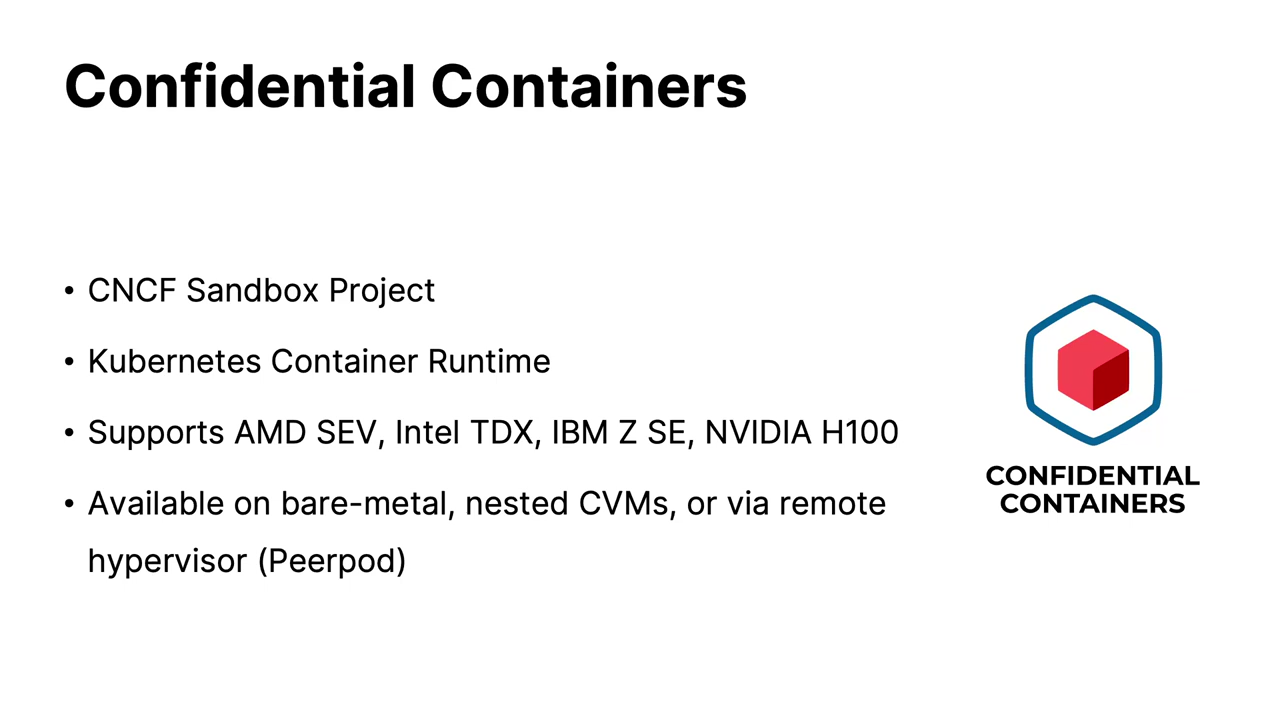 Confidential Containers
• CNCF Sandbox Project
• Kubernetes Container Runtime
• Supports AMD SEV, Intel TDX, IBM Z SE, NVIDIA H100
• Available on bare-metal, nested CVMs, or via remote
hypervisor (Peerpod)
CONFIDENTIAL
CONTAINERS